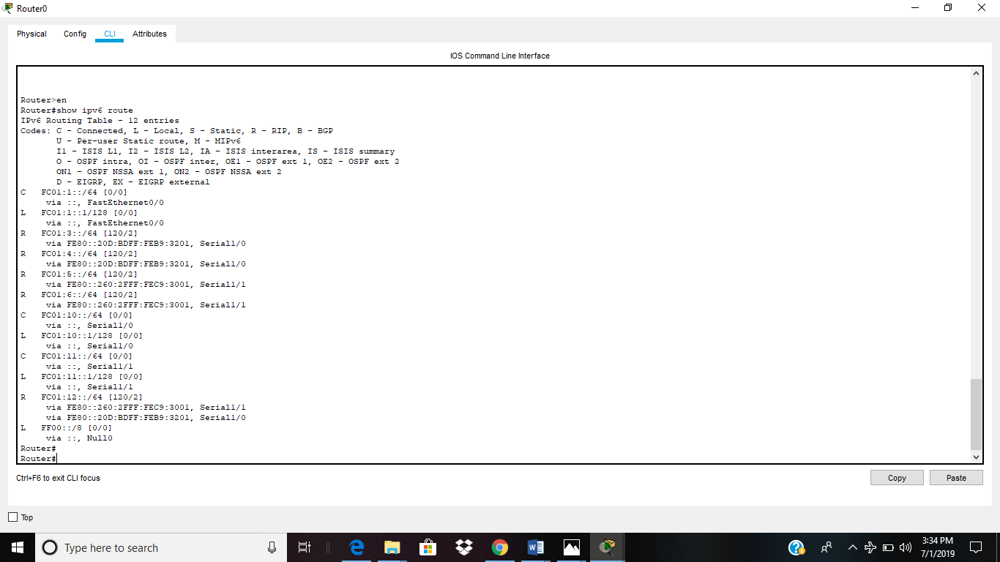 Router0
Physical Config CLI Attributes
IOS Command Line Interface
Router>en
Router#show ipv6 route
IPv6 Routing Table - 12 entries
Codes: C - Connected, L - Local, S - Static, R - RIP, B - BGP
U - Per-user Static route, M - MIPv6
I1 - ISIS L1, I2 - ISIS L2, IA - ISIS interarea, IS - ISIS summary
O - OSPF intra, OI - OSPF inter, OE1 - OSPF ext 1, OE2 - OSPF ext 2
ON1 - OSPF NSSA ext 1, ON2 - OSPF NSSA ext 2
D - EIGRP, EX - EIGRP external
C FC01:1::/64 [0/0]
via ::, FastEthernet0/0
L FC01:1::1/128 [0/0]
via ::, FastEthernet0/0
R FC01:3::/64 [120/2]
via FE80::20D:BDFF:FEB9:3201, Serial1/0
R FC01:4::/64 [120/2]
via FE80::20D:BDFF:FEB9:3201, Serial1/0
R FC01:5::/64 [120/2]
via FE80::260:2FFF:FEC9:3001, Serial1/1
R FC01:6::/64 [120/2]
via FE80::260:2FFF:FEC9:3001, Serial1/1
C FC01:10::/64 [0/0]
via ::, Serial1/0
L FC01:10::1/128 [0/0]
via ::, Serial1/0
C FC01:11::/64 [0/0]
via ::, Serial1/1
L FC01:11::1/128 [0/0]
via ::, Serial1/1
R FC01:12::/64 [120/2]
via FE80::260:2FFF:FEC9:3001, Serial1/1
via FE80::20D:BDFF:FEB9:3201, Serial1/0
L FF00::/8 [0/0]
via ::, Null0
Router#
Router#
Ctrl+F6 to exit CLI focus
Copy Paste
Top
Type here to search
3:34 PM
7/1/2019